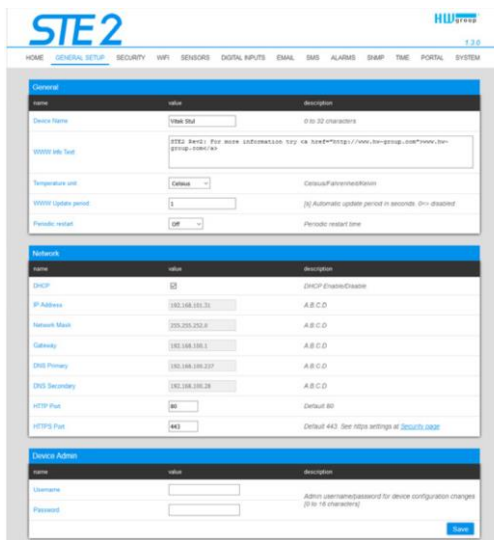 STE2
HW group
1.3.0
HOME GENERAL SETUP SECURITY WIFI SENSORS DIGITAL INPUTS EMAIL SMS ALARMS SNMP TIME PORTAL SYSTEM
General
name value description
Device Name Vitek Stul 0 to 32 characters
WWW Info Text STE2 Rev2: For more information try <a href="http://www.hw-group.com">www.hw-
group.com</a>
Temperature unit Celsius Celsius/Fahrenheit/Kelvin
WWW Update period 1 [s] Automatic update period in seconds. 0=> disabled
Periodic restart Off Periodic restart time
Network
name value description
DHCP DHCP Enable/Disable
IP Address A.B.C.D
Network Mask 255.255.252.0 A.B.C.D
Gateway A.B.C.D
DNS Primary A.B.C.D
DNS Secondary A.B.C.D
HTTP Port 80 Default 80
HTTPS Port 443 Default 443. See https settings at Security page
Device Admin
name value description
Username
Admin username/password for device configuration changes
(0 to 16 characters)
Password
Save